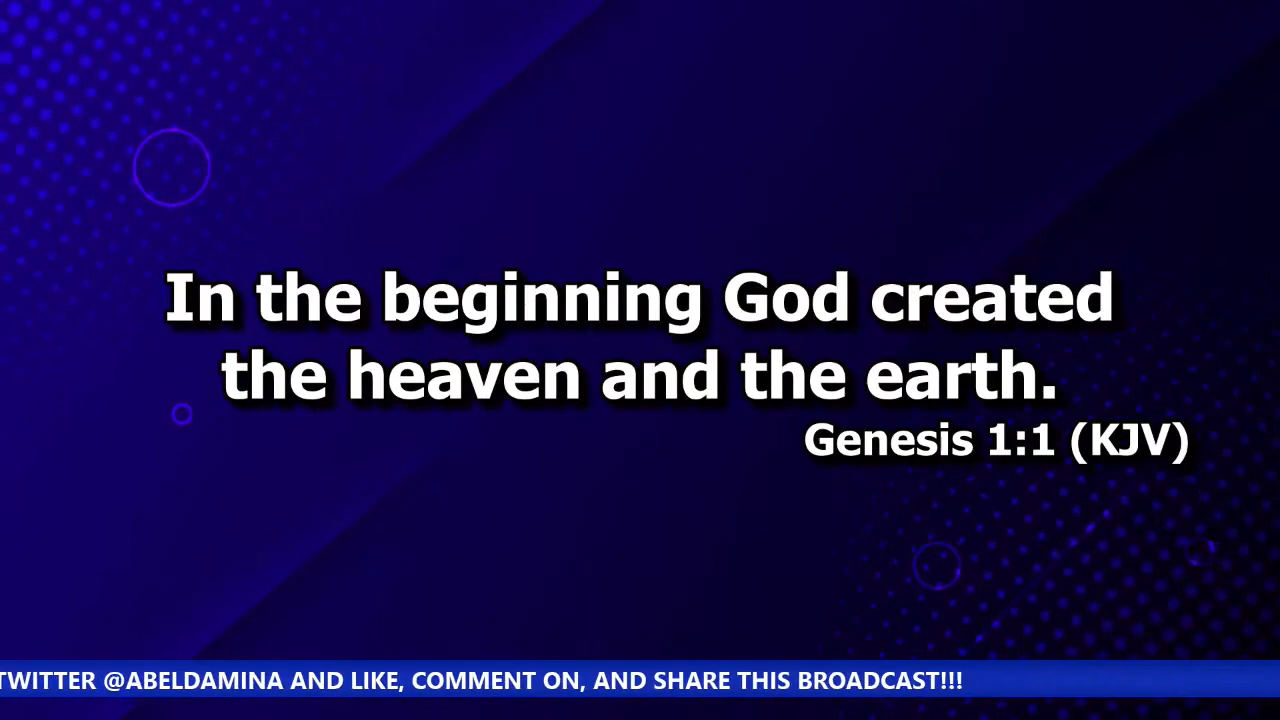 In the beginning God created
the heaven and the earth.
Genesis 1:1 (KJV)
TWITTER @ABELDAMINA AND LIKE, COMMENT ON, AND SHARE THIS BROADCAST!!!